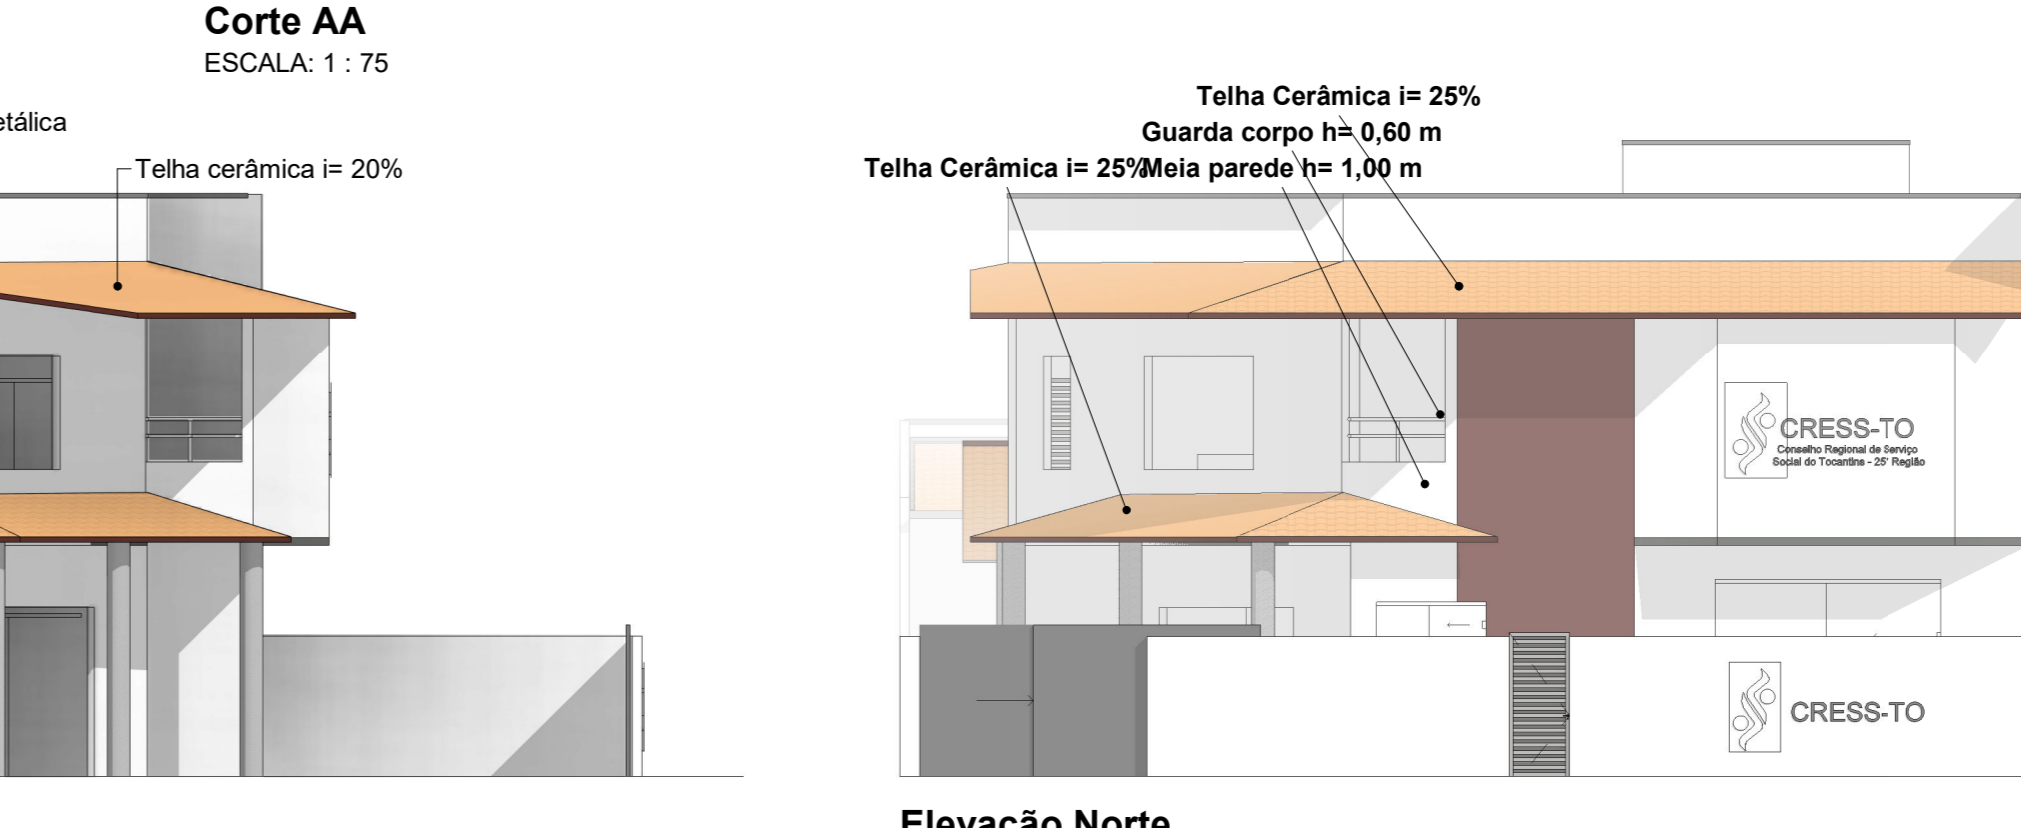 Corte AA
ESCALA: 1 : 75
etálica
Telha cerâmica i= 20%
Telha Cerâmica i= 25%
Guarda corpo h= 0,60 m
Telha Cerâmica i= 25%
Meia parede h= 1,00 m
CRESS-TO
Conselho Regional de Serviço
Social do Tocantins - 25' Região
CRESS-TO
Elevação Norte